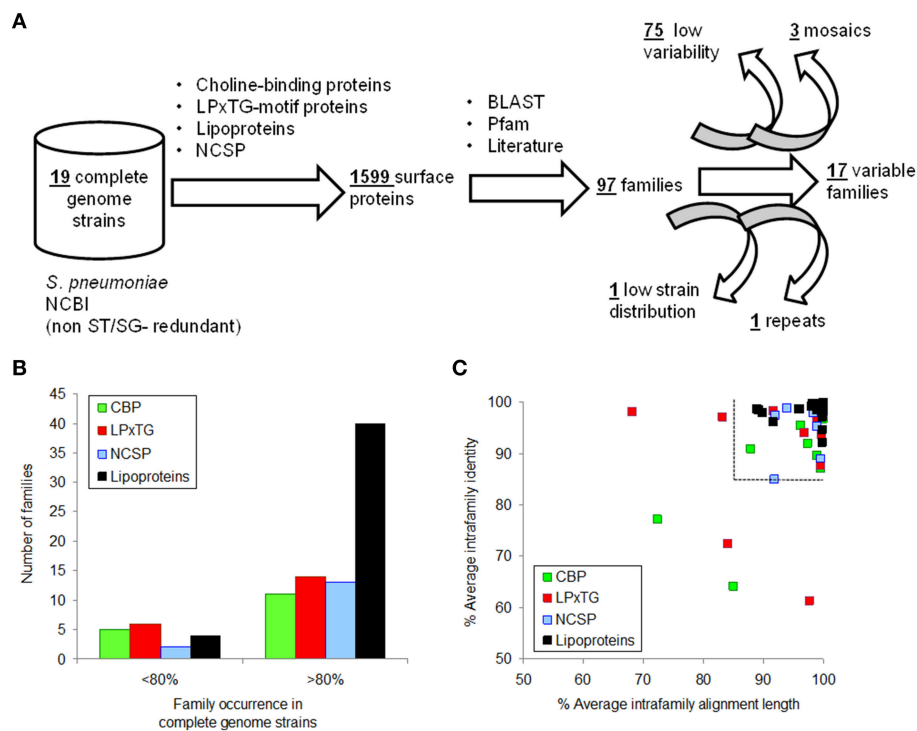 A
75 low
variability
3 mosaics
• Choline-binding proteins
• LPxTG-motif proteins
• Lipoproteins
• NCSP
• BLAST
• Pfam
• Literature
19 complete
genome
strains
1599 surface
proteins
97 families
17 variable
families
S. pneumoniae
NCBI
(non ST/SG- redundant)
1 low strain
distribution
1 repeats
B
Number of families
45
40
35
30
25
20
15
10
5
0
CBP
LPxTG
NCSP
Lipoproteins
<80%
>80%
Family occurrence in
complete genome strains
C
% Average intrafamily identity
100
90
80
70
60
50
CBP
LPxTG
NCSP
Lipoproteins
50
60
70
80
90
100
% Average intrafamily alignment length